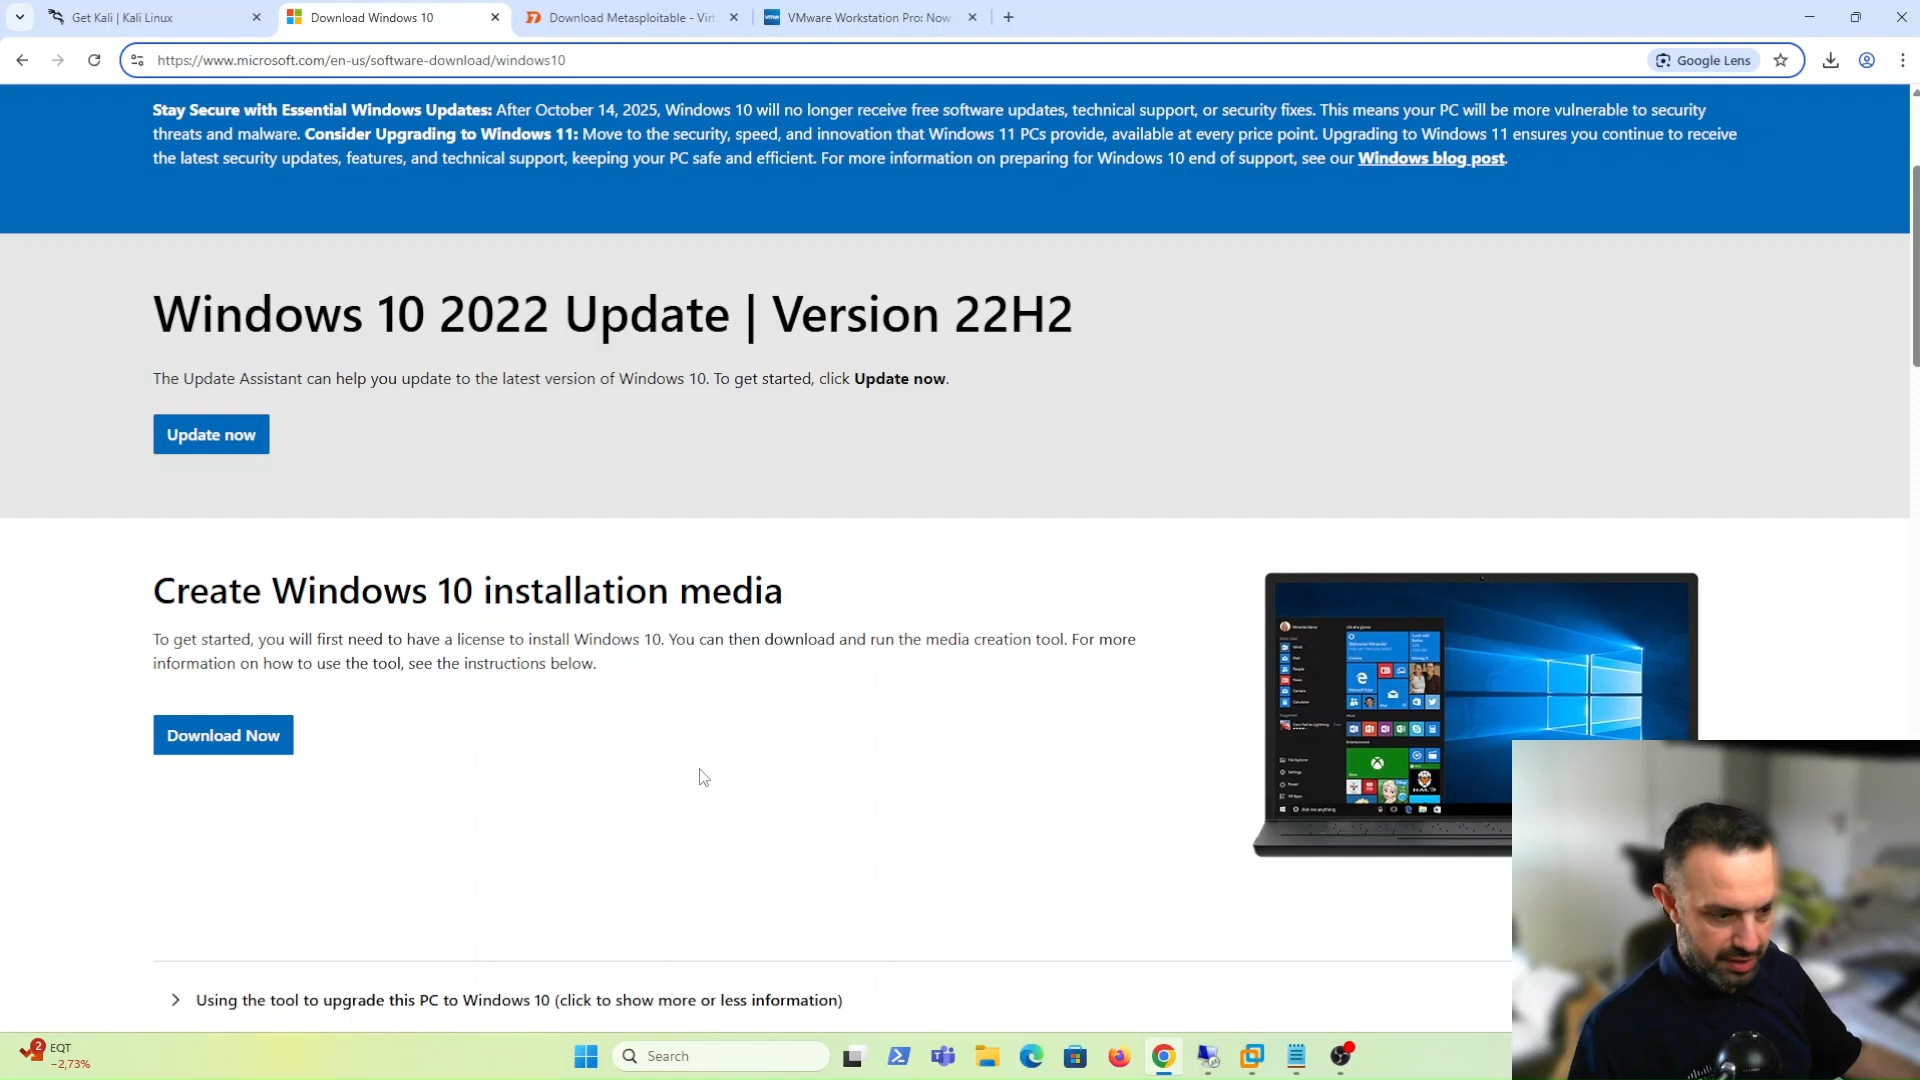 Get Kali | Kali Linux
Download Windows 10
Download Metasploitable - Virt
VMware Workstation Pro: Now
https://www.microsoft.com/en-us/software-download/windows10
Google Lens
Stay Secure with Essential Windows Updates: After October 14, 2025, Windows 10 will no longer receive free software updates, technical support, or security fixes. This means your PC will be more vulnerable to security
threats and malware. Consider Upgrading to Windows 11: Move to the security, speed, and innovation that Windows 11 PCs provide, available at every price point. Upgrading to Windows 11 ensures you continue to receive
the latest security updates, features, and technical support, keeping your PC safe and efficient. For more information on preparing for Windows 10 end of support, see our Windows blog post.
Windows 10 2022 Update | Version 22H2
The Update Assistant can help you update to the latest version of Windows 10. To get started, click Update now.
Update now
Create Windows 10 installation media
To get started, you will first need to have a license to install Windows 10. You can then download and run the media creation tool. For more
information on how to use the tool, see the instructions below.
Download Now
Using the tool to upgrade this PC to Windows 10 (click to show more or less information)
2
EQT
−2,73%
Search